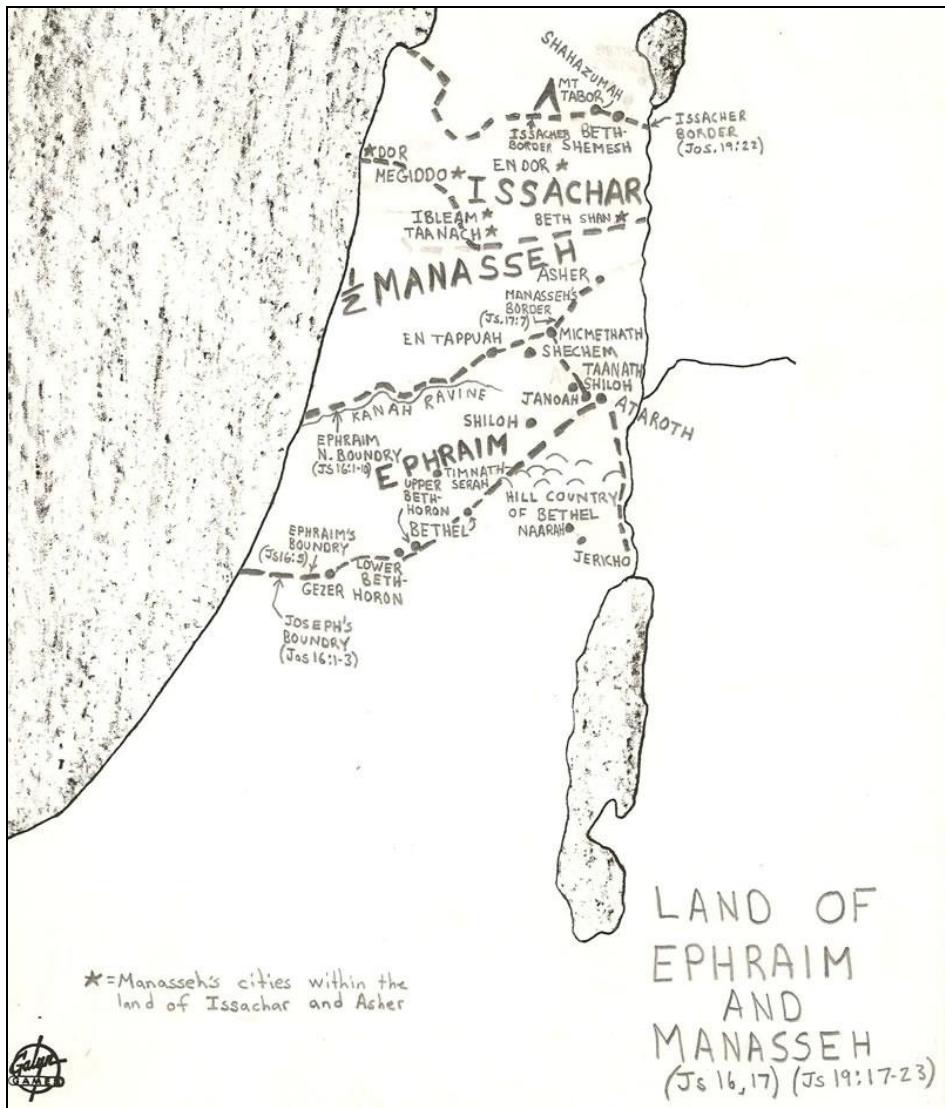 SHAHAZUMAH
MT
TABOR
ISSACHER
BORDER
(JOS. 19:22)
ISSACHER
BORDER
BETH-
SHEMESH
*DOR
MEGIDDO*
EN DOR *
ISSACHAR
IBLEAM*
TAANACH*
BETH SHAN*
1/2 MANASSEH
ASHER
MANASSEH'S
BORDER
(Js. 17:7)
MICMETHATH
EN TAPPUAH
SHECHEM
TAANATH
SHILOH
JANOAH
ATAROTH
KANAH RAVINE
SHILOH
EPHRAIM
N. BOUNDARY
(JS 16:1-10)
EPHRAIM
TIMNATH-
SERAH
UPPER
BETH-
HORON
HILL COUNTRY
OF BETHEL
BETHEL
NAARAH
JERICHO
EPHRAIM'S
BOUNDRY
(Js16:5)
GEZER
LOWER
BETH-
HORON
JOSEPH'S
BOUNDRY
(Jos 16:1-3)
LAND OF
EPHRAIM
AND
MANASSEH
(Js 16,17) (Js 19:17-23)
*=Manasseh's cities within the
land of Issachar and Asher
Galyn
GAMES